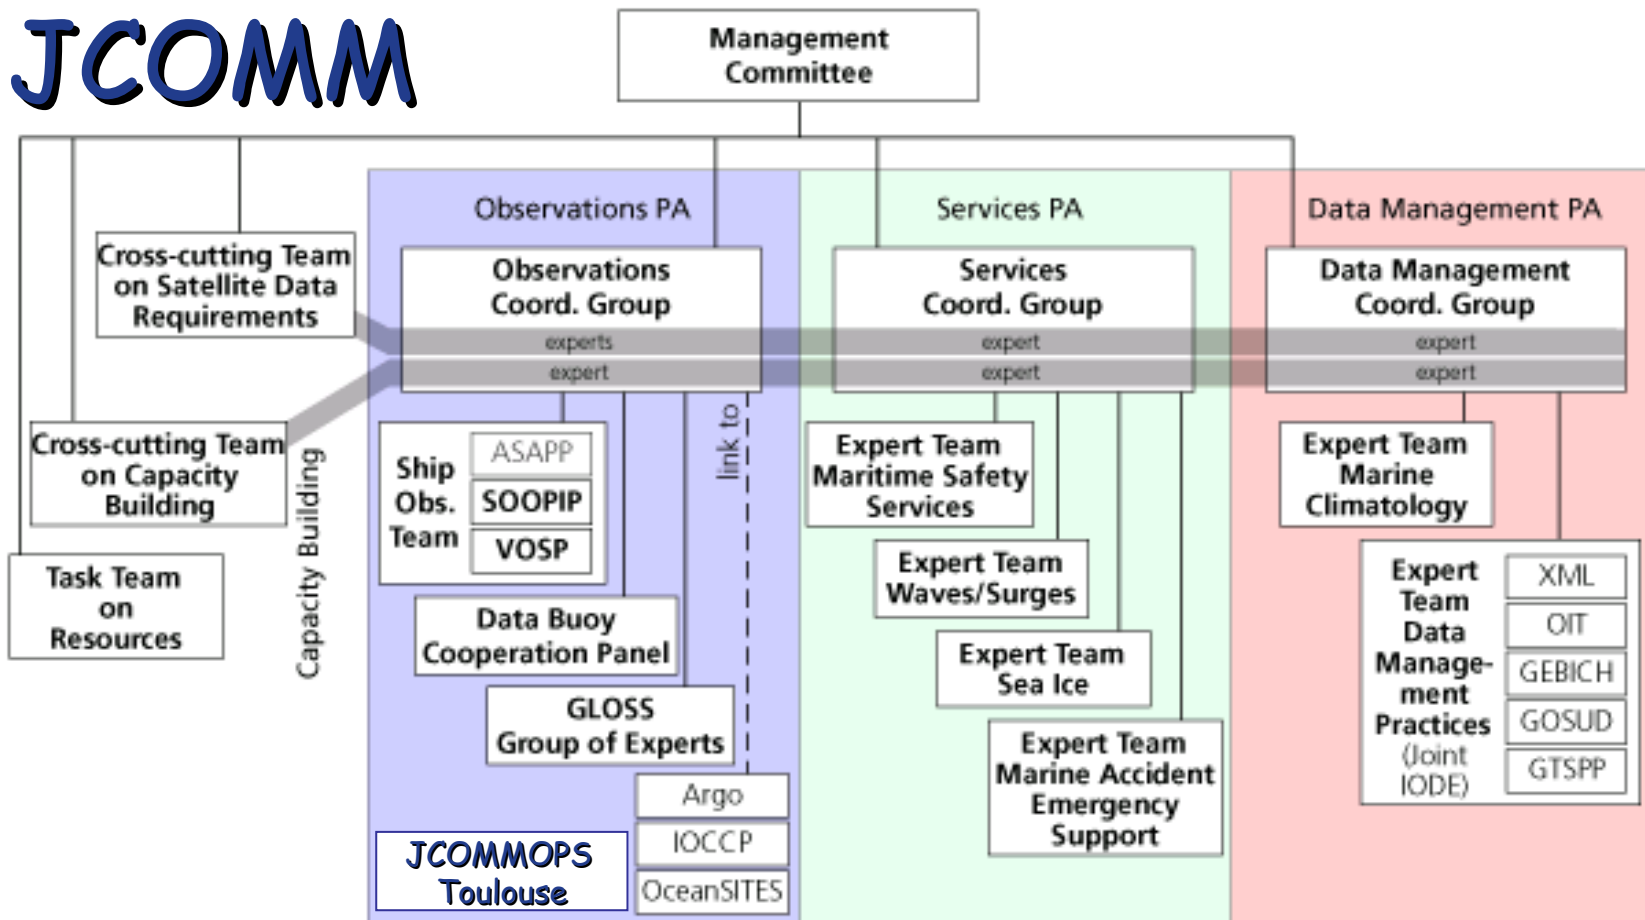 JCOMM
Management
Committee
Observations PA
Services PA
Data Management PA
Cross-cutting Team
on Satellite Data
Requirements
Observations
Coord. Group
experts
expert
Services
Coord. Group
expert
expert
Data Management
Coord. Group
expert
expert
Cross-cutting Team
on Capacity
Building
Capacity Building
Task Team
on
Resources
Ship
Obs.
Team
ASAPP
SOOPIP
VOSP
link to
Data Buoy
Cooperation Panel
GLOSS
Group of Experts
Argo
IOCCP
OceanSITES
JCOMMOPS
Toulouse
Expert Team
Maritime Safety
Services
Expert Team
Waves/Surges
Expert Team
Sea Ice
Expert Team
Marine Accident
Emergency
Support
Expert Team
Marine
Climatology
Expert
Team
Data
Manage-
ment
Practices
(Joint
IODE)
XML
OIT
GEBICH
GOSUD
GTSPP